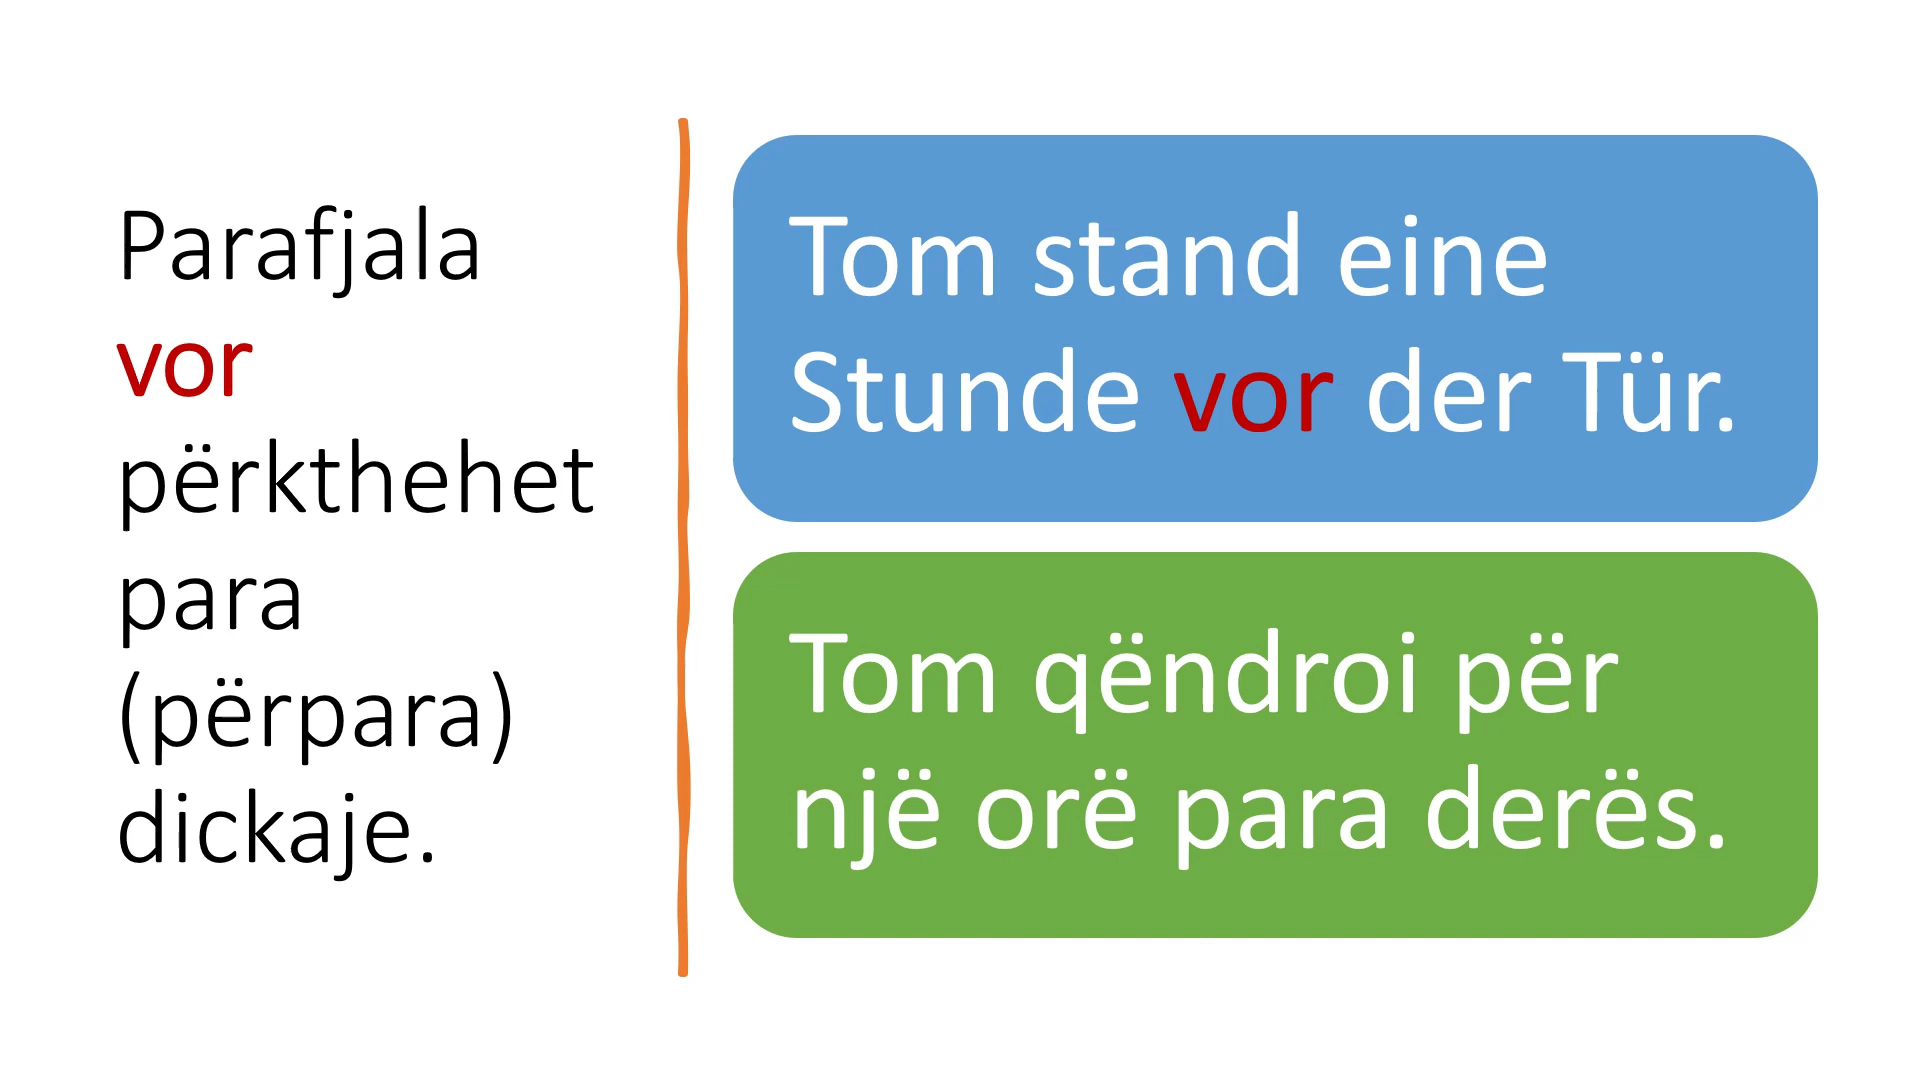 Parafjala
vor
përkthehet
para
(përpara)
dickaje.
Tom stand eine
Stunde vor der Tür.
Tom qëndroi për
një orë para derës.